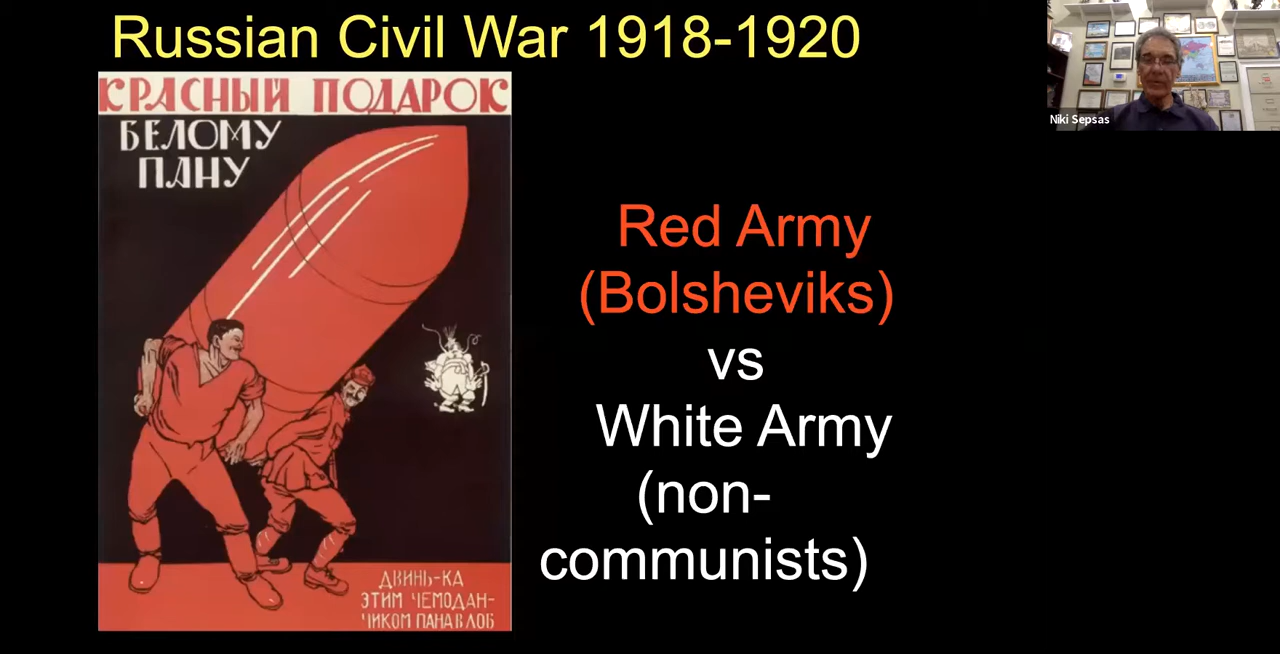 Russian Civil War 1918-1920
КРАСНЫЙ ПОДАРОК
БЕЛОМУ
ПАНУ
ДВИНЬ-КА
ЭТИМ ЧЕМОДАН-
ЧИКОМ ПАНА В ЛОБ
Red Army
(Bolsheviks)
vs
White Army
(non-
communists)
Niki Sepsas